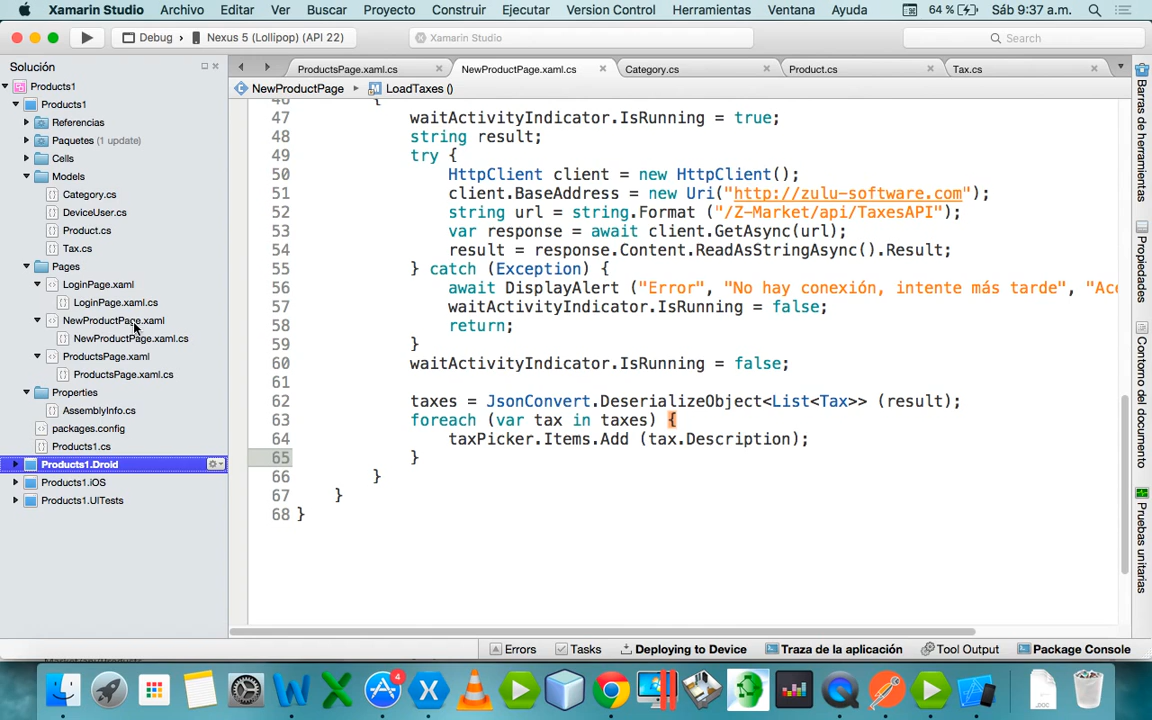 Xamarin Studio Archivo Editar Ver Buscar Proyecto Construir Ejecutar Version Control Herramientas Ventana Ayuda 64 % Sáb 9:37 a.m.
Debug Nexus 5 (Lollipop) (API 22) Xamarin Studio Search
Solución
Products1
Products1
Referencias
Paquetes (1 update)
Cells
Models
Category.cs
DeviceUser.cs
Product.cs
Tax.cs
Pages
LoginPage.xaml
LoginPage.xaml.cs
NewProductPage.xaml
NewProductPage.xaml.cs
ProductsPage.xaml
ProductsPage.xaml.cs
Properties
AssemblyInfo.cs
packages.config
Products1.cs
Products1.Droid
Products1.iOS
Products1.UITests
ProductsPage.xaml.cs NewProductPage.xaml.cs Category.cs Product.cs Tax.cs
NewProductPage LoadTaxes ()
46 {
47 waitActivityIndicator.IsRunning = true;
48 string result;
49 try {
50 HttpClient client = new HttpClient();
51 client.BaseAddress = new Uri("http://zulu-software.com");
52 string url = string.Format ("/Z-Market/api/TaxesAPI");
53 var response = await client.GetAsync(url);
54 result = response.Content.ReadAsStringAsync().Result;
55 } catch (Exception) {
56 await DisplayAlert ("Error", "No hay conexión, intente más tarde", "Ace
57 waitActivityIndicator.IsRunning = false;
58 return;
59 }
60 waitActivityIndicator.IsRunning = false;
61
62 taxes = JsonConvert.DeserializeObject<List<Tax>> (result);
63 foreach (var tax in taxes) {
64 taxPicker.Items.Add (tax.Description);
65 }
66 }
67 }
68 }
Barras de herramientas
Propiedades
Contorno del documento
Pruebas unitarias
Errors Tasks Deploying to Device Traza de la aplicación Tool Output Package Console
4
.DOC